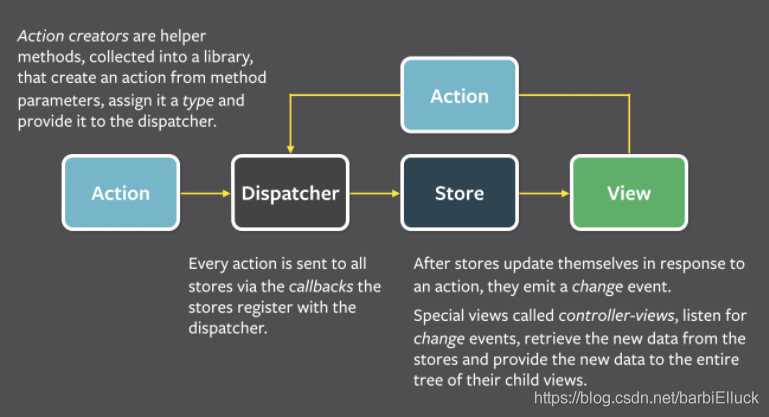 Action creators are helper
methods, collected into a library,
that create an action from method
parameters, assign it a type and
provide it to the dispatcher.
Action
Action
Dispatcher
Store
View
Every action is sent to all
stores via the callbacks the
stores register with the
dispatcher.
After stores update themselves in response to
an action, they emit a change event.
Special views called controller-views, listen for
change events, retrieve the new data from the
stores and provide the new data to the entire
tree of their child views.
https://blog.csdn.net/barbiElluck